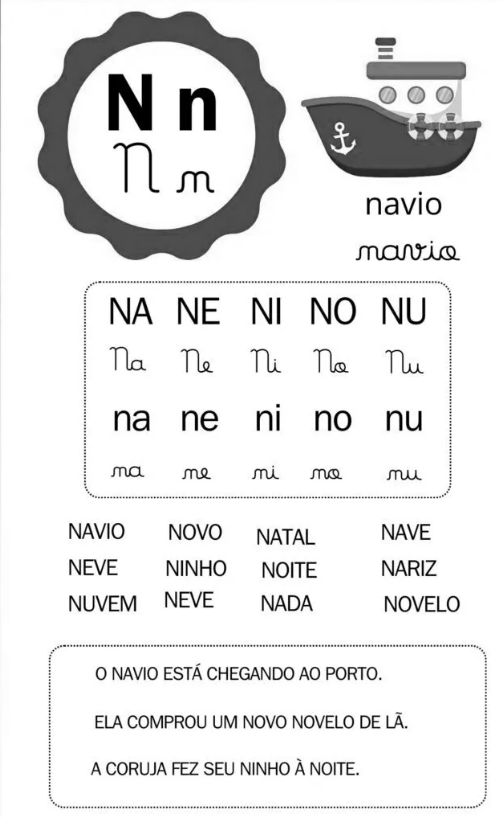 N n
N n
navio
navio
NA NE NI NO NU
Na Ne Ni No Nu
na ne ni no nu
na ne ni no nu
NAVIO NOVO NATAL NAVE
NEVE NINHO NOITE NARIZ
NUVEM NEVE NADA NOVELO
O NAVIO ESTÁ CHEGANDO AO PORTO.
ELA COMPROU UM NOVO NOVELO DE LÃ.
A CORUJA FEZ SEU NINHO À NOITE.